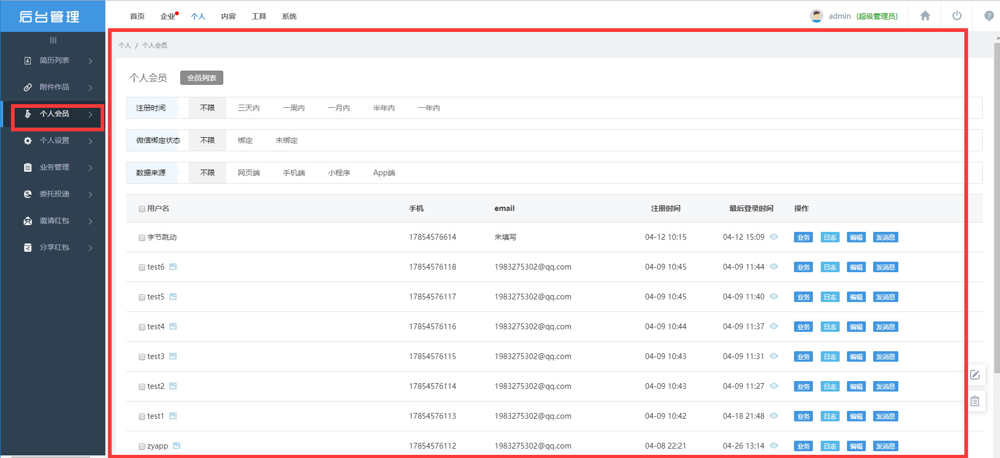 后台管理
首页 企业 个人 内容 工具 系统
admin (超级管理员)
?
简历列表
附件作品
个人会员
个人设置
业务管理
委托投递
邀请红包
分享红包
个人 / 个人会员
个人会员 会员列表
注册时间 不限 三天内 一周内 一月内 半年内 一年内
微信绑定状态 不限 绑定 未绑定
数据来源 不限 网页端 手机端 小程序 App端
用户名 手机 email 注册时间 最后登录时间 操作
字节跳动 17854576614 未填写 04-12 10:15 04-12 15:09 业务 日志 编辑 发消息
test6 17854576118 1983275302@qq.com 04-09 10:45 04-09 11:44 业务 日志 编辑 发消息
test5 17854576117 1983275302@qq.com 04-09 10:45 04-09 11:40 业务 日志 编辑 发消息
test4 17854576116 1983275302@qq.com 04-09 10:44 04-09 11:37 业务 日志 编辑 发消息
test3 17854576115 1983275302@qq.com 04-09 10:43 04-09 11:31 业务 日志 编辑 发消息
test2 17854576114 1983275302@qq.com 04-09 10:43 04-09 11:27 业务 日志 编辑 发消息
test1 17854576113 1983275302@qq.com 04-09 10:42 04-18 21:48 业务 日志 编辑 发消息
zyapp 17854576112 1983275302@qq.com 04-08 22:21 04-26 13:14 业务 日志 编辑 发消息